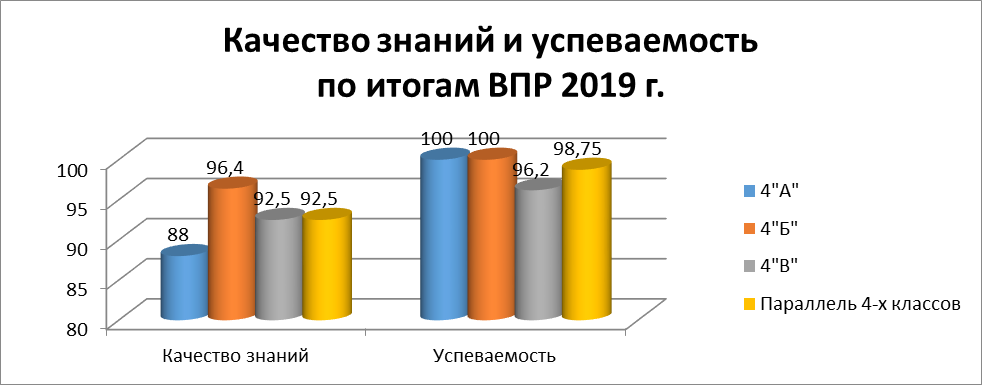 Качество знаний и успеваемость
по итогам ВПР 2019 г.
100
95
90
85
80
88
96,4
92,5
92,5
100
100
96,2
98,75
Качество знаний
Успеваемость
4"А"
4"Б"
4"В"
Параллель 4-х классов